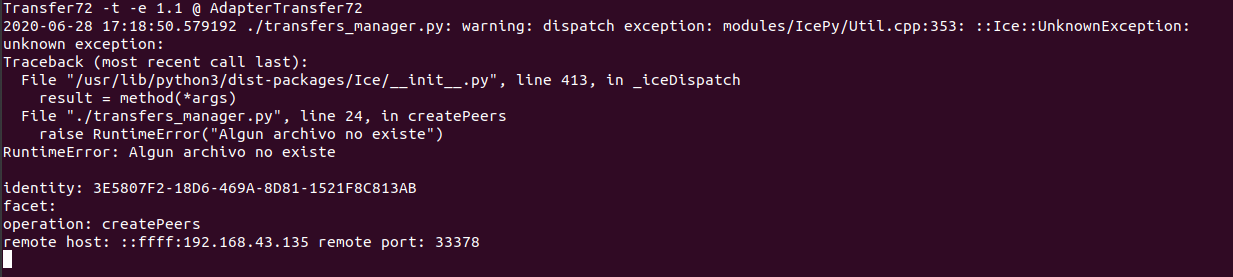 Transfer72 -t -e 1.1 @ AdapterTransfer72
2020-06-28 17:18:50.579192 ./transfers_manager.py: warning: dispatch exception: modules/IcePy/Util.cpp:353: ::Ice::UnknownException:
unknown exception:
Traceback (most recent call last):
  File "/usr/lib/python3/dist-packages/Ice/__init__.py", line 413, in _iceDispatch
    result = method(*args)
  File "./transfers_manager.py", line 24, in createPeers
    raise RuntimeError("Algun archivo no existe")
RuntimeError: Algun archivo no existe

identity: 3E5807F2-18D6-469A-8D81-1521F8C813AB
facet:
operation: createPeers
remote host: ::ffff:192.168.43.135 remote port: 33378